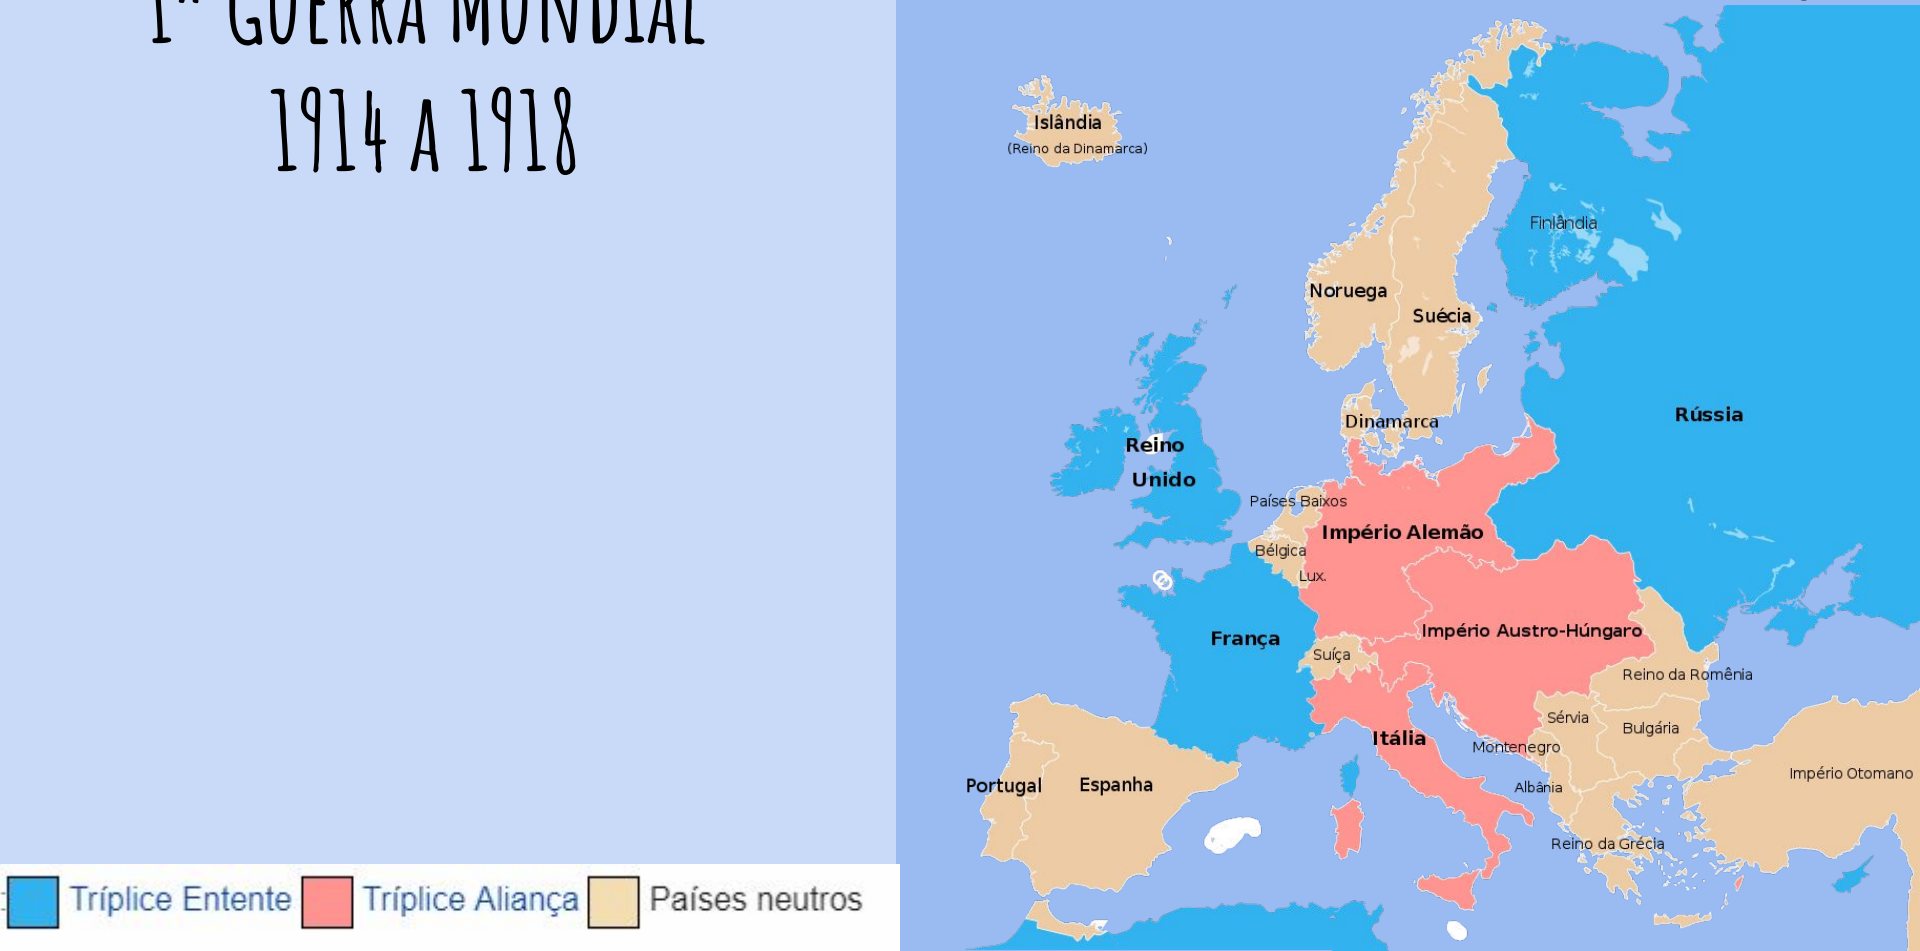 1ª GUERRA MUNDIAL
1914 A 1918
Islândia
(Reino da Dinamarca)
Finlândia
Noruega
Suécia
Rússia
Dinamarca
Reino
Unido
Países Baixos
Império Alemão
Bélgica
Lux.
França
Império Austro-Húngaro
Suíça
Reino da Romênia
Sérvia
Bulgária
Itália
Montenegro
Império Otomano
Portugal
Espanha
Albânia
Reino da Grécia
Tríplice Entente
Tríplice Aliança
Países neutros